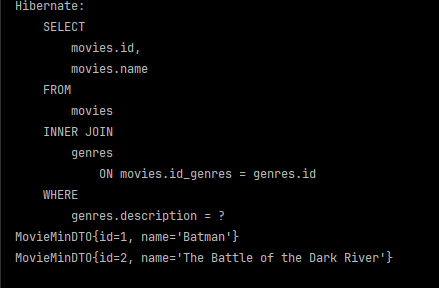 Hibernate:
    SELECT
        movies.id,
        movies.name
    FROM
        movies
    INNER JOIN
        genres
            ON movies.id_genres = genres.id
    WHERE
        genres.description = ?
MovieMinDTO{id=1, name='Batman'}
MovieMinDTO{id=2, name='The Battle of the Dark River'}